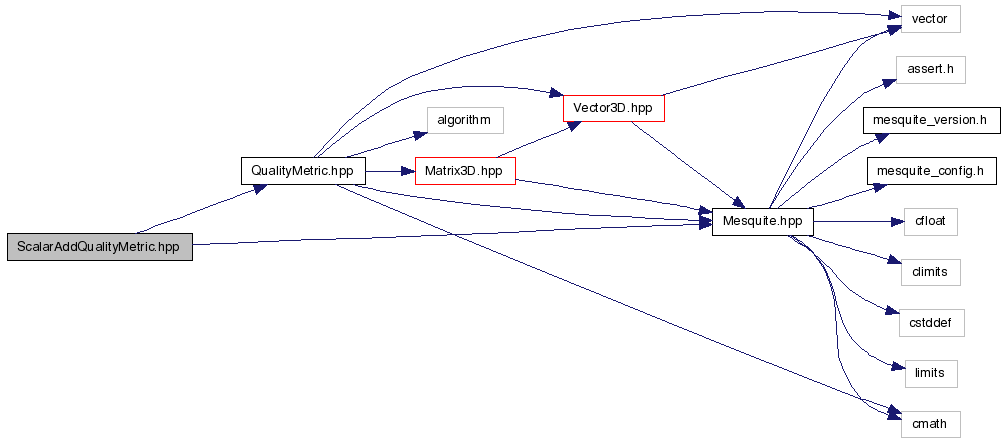 vector
assert.h
Vector3D.hpp
algorithm
mesquite_version.h
QualityMetric.hpp
Matrix3D.hpp
mesquite_config.h
Mesquite.hpp
cfloat
ScalarAddQualityMetric.hpp
climits
cstddef
limits
cmath